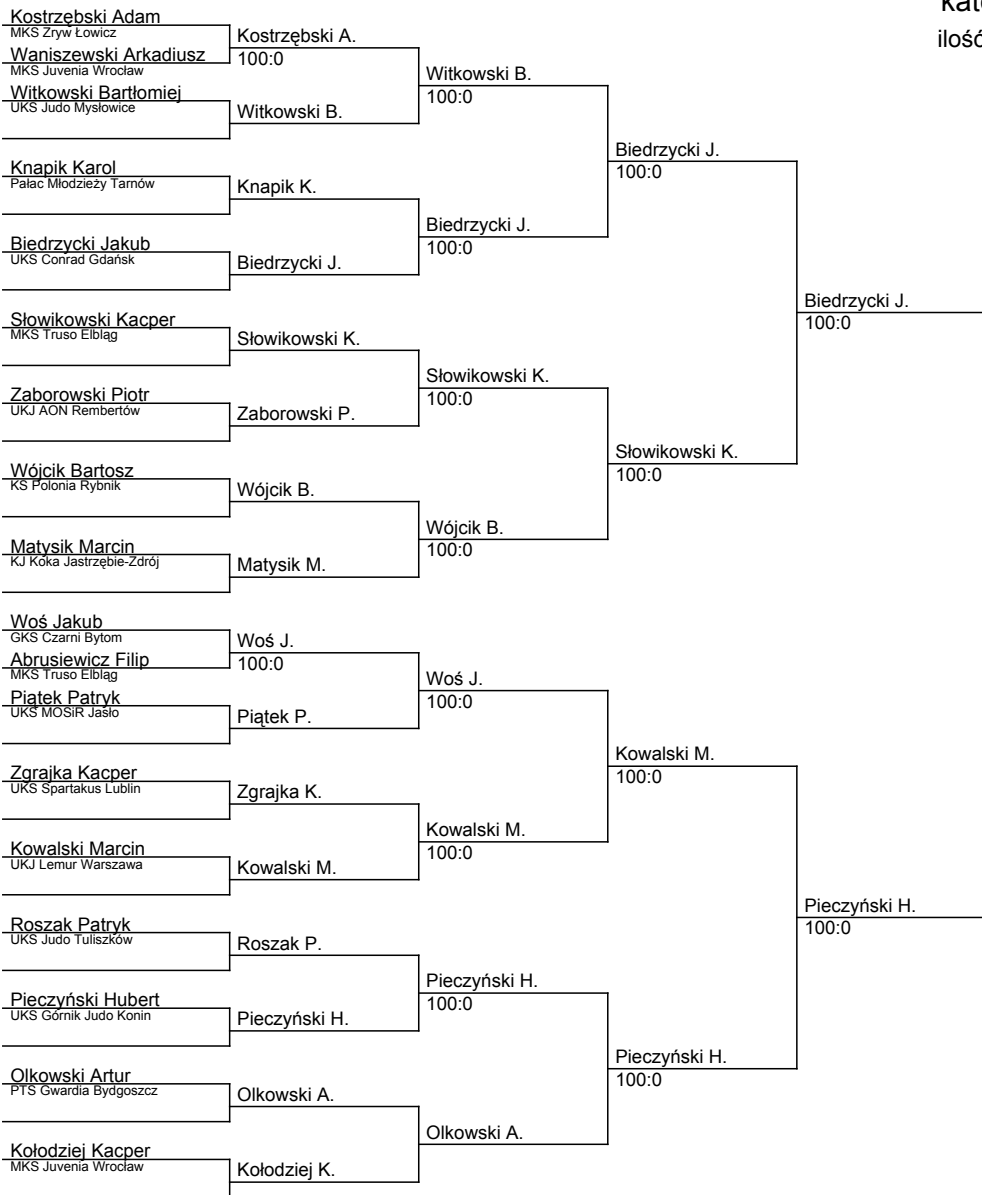 Kostrzębski Adam
MKS Zryw Łowicz
Waniszewski Arkadiusz
MKS Juvenia Wrocław
Witkowski Bartłomiej
UKS Judo Mysłowice
Knapik Karol
Pałac Młodzieży Tarnów
Biedrzycki Jakub
UKS Conrad Gdańsk
Słowikowski Kacper
MKS Truso Elbląg
Zaborowski Piotr
UKJ AON Rembertów
Wójcik Bartosz
KS Polonia Rybnik
Matysik Marcin
KJ Koka Jastrzębie-Zdrój
Woś Jakub
GKS Czarni Bytom
Abrusiewicz Filip
MKS Truso Elbląg
Piątek Patryk
UKS MOSiR Jasło
Zgrajka Kacper
UKS Spartakus Lublin
Kowalski Marcin
UKJ Lemur Warszawa
Roszak Patryk
UKS Judo Tuliszków
Pieczyński Hubert
UKS Górnik Judo Konin
Olkowski Artur
PTS Gwardia Bydgoszcz
Kołodziej Kacper
MKS Juvenia Wrocław
Kostrzębski A.
100:0
Witkowski B.
Knapik K.
Biedrzycki J.
Słowikowski K.
Zaborowski P.
Wójcik B.
Matysik M.
Woś J.
100:0
Piątek P.
Zgrajka K.
Kowalski M.
Roszak P.
Pieczyński H.
Olkowski A.
Kołodziej K.
Witkowski B.
100:0
Biedrzycki J.
100:0
Słowikowski K.
100:0
Wójcik B.
100:0
Woś J.
100:0
Kowalski M.
100:0
Pieczyński H.
100:0
Olkowski A.
Biedrzycki J.
100:0
Słowikowski K.
100:0
Kowalski M.
100:0
Pieczyński H.
100:0
Biedrzycki J.
100:0
Pieczyński H.
100:0
ilość